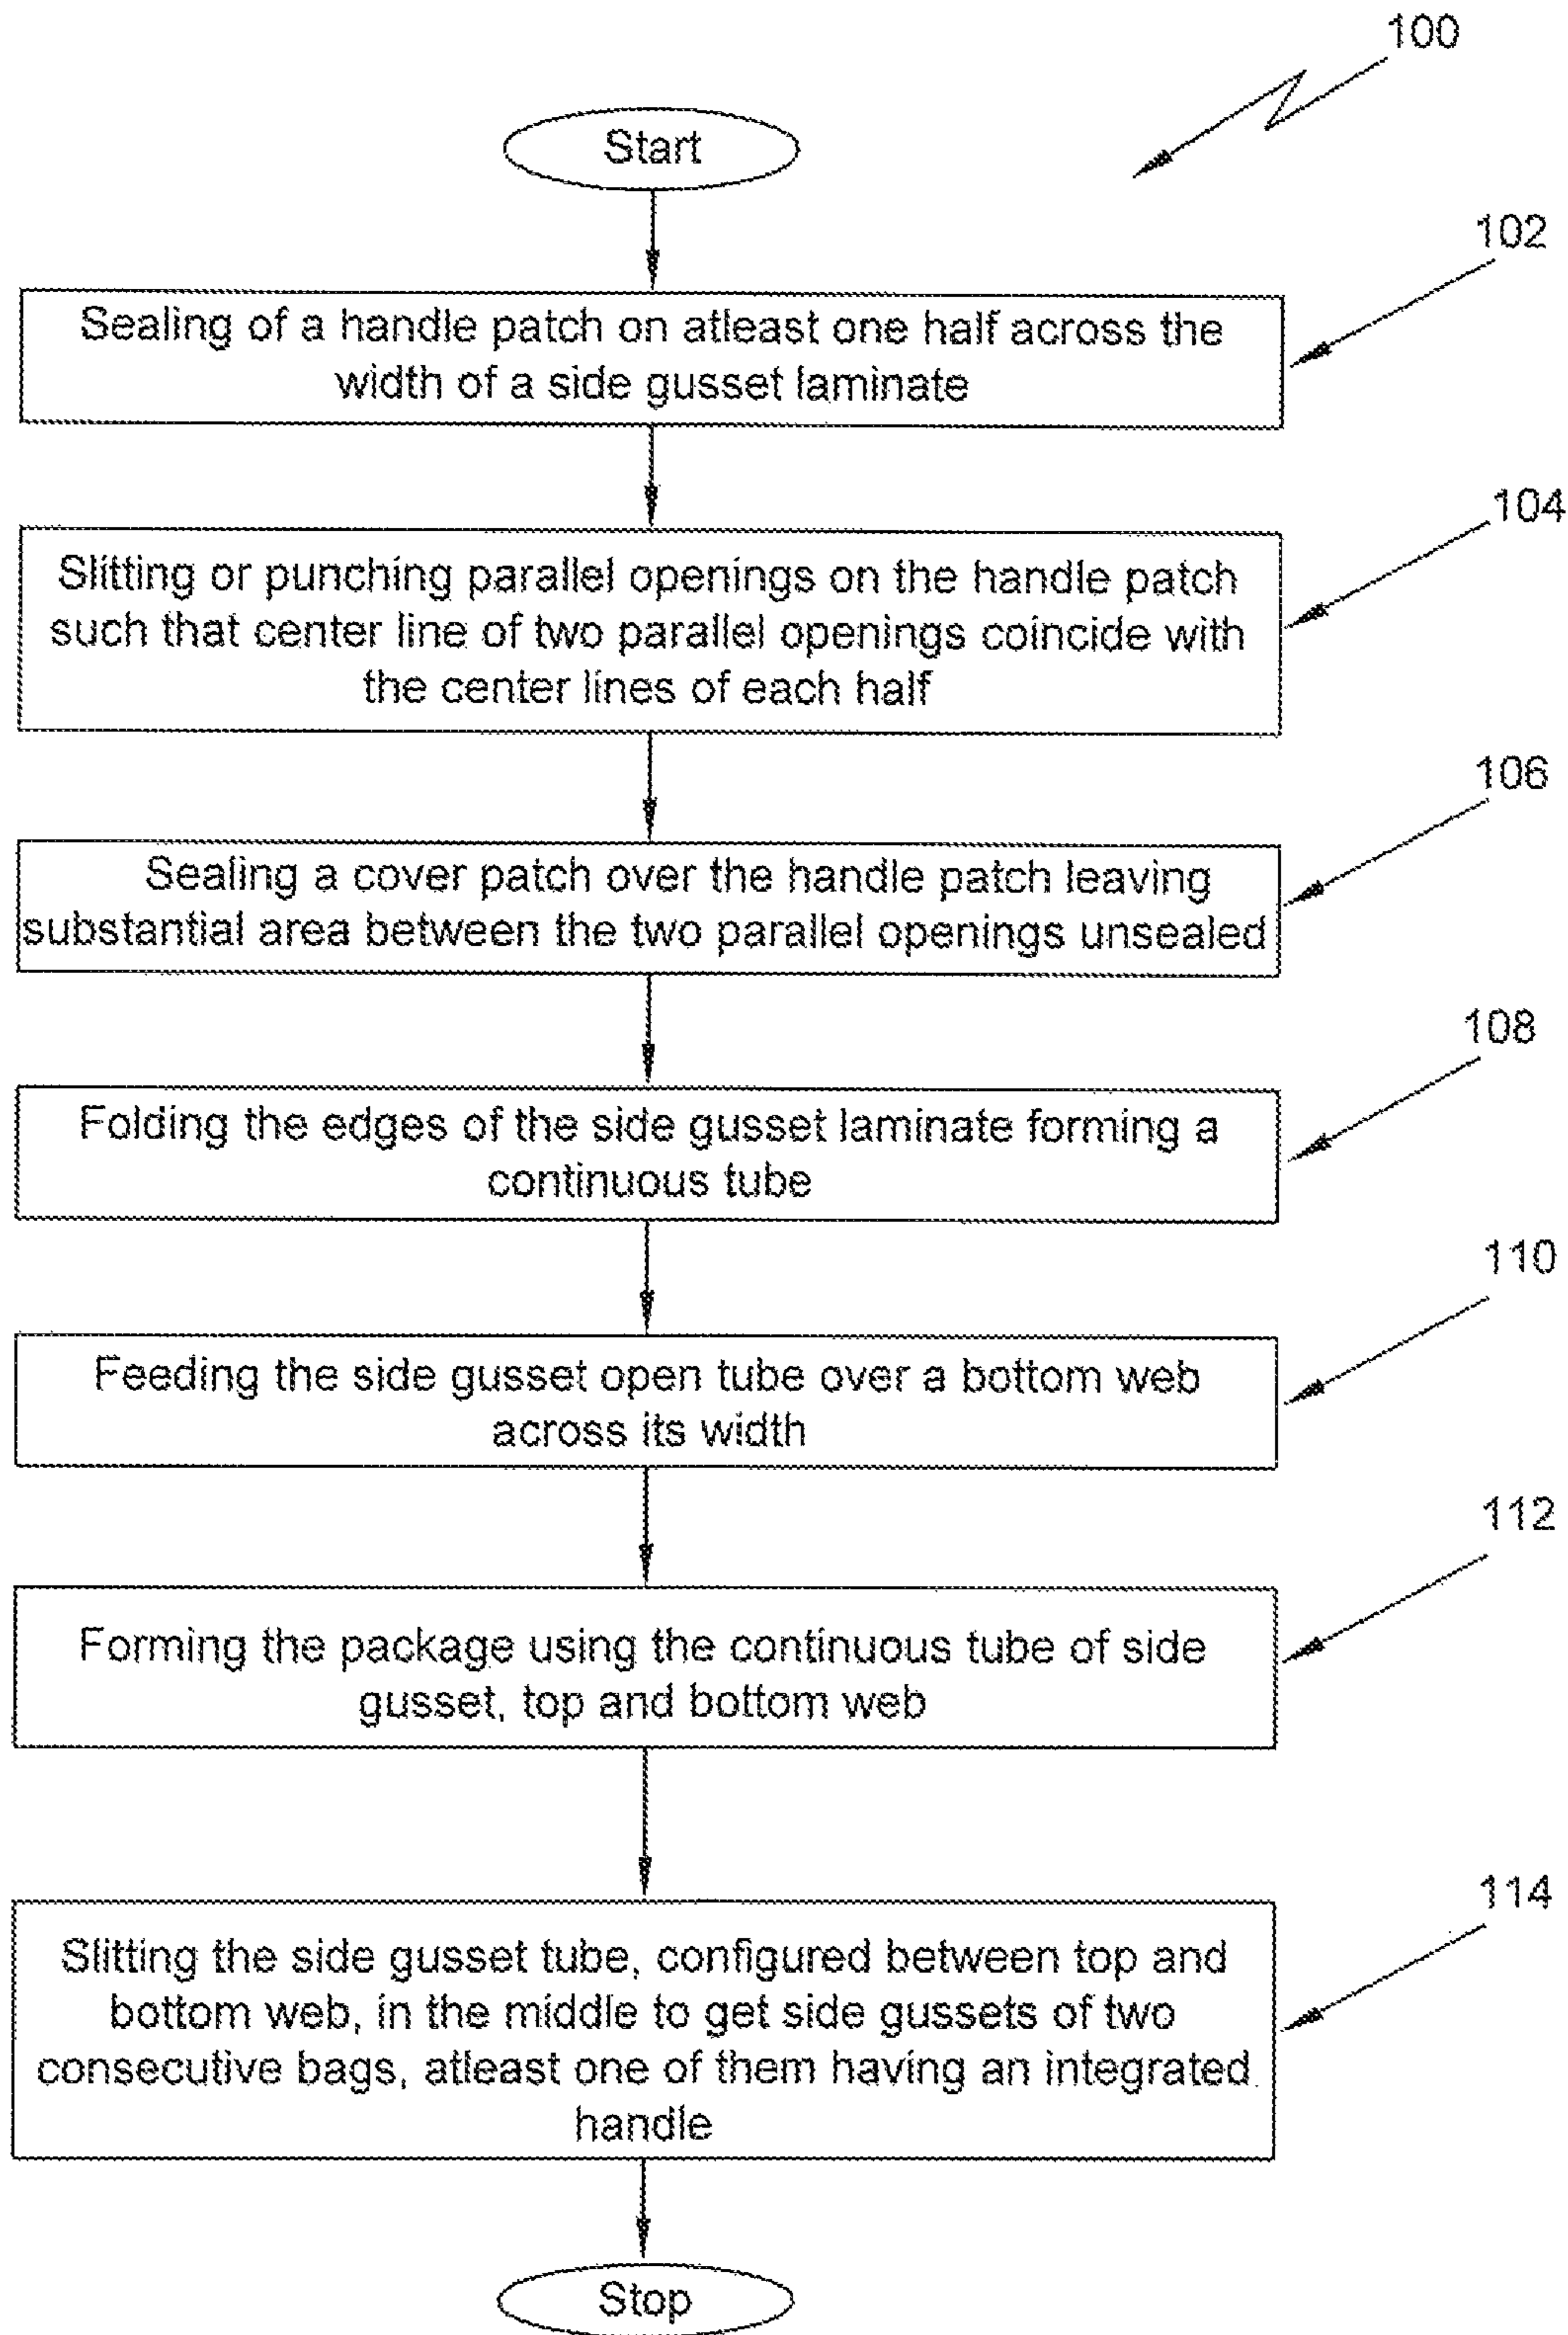 100
Start
102
Sealing of a handle patch on atleast one half across the
width of a side gusset laminate
104
Slitting or punching parallel openings on the handle patch
such that center line of two parallel openings coincide with
the center lines of each half
106
Sealing a cover patch over the handle patch leaving
substantial area between the two parallel openings unsealed
108
Folding the edges of the side gusset laminate forming a
continuous tube
110
Feeding the side gusset open tube over a bottom web
across its width
112
Forming the package using the continuous tube of side
gusset, top and bottom web
114
Slitting the side gusset tube, configured between top and
bottom web, in the middle to get side gussets of two
consecutive bags, atleast one of them having an integrated
handle
Stop